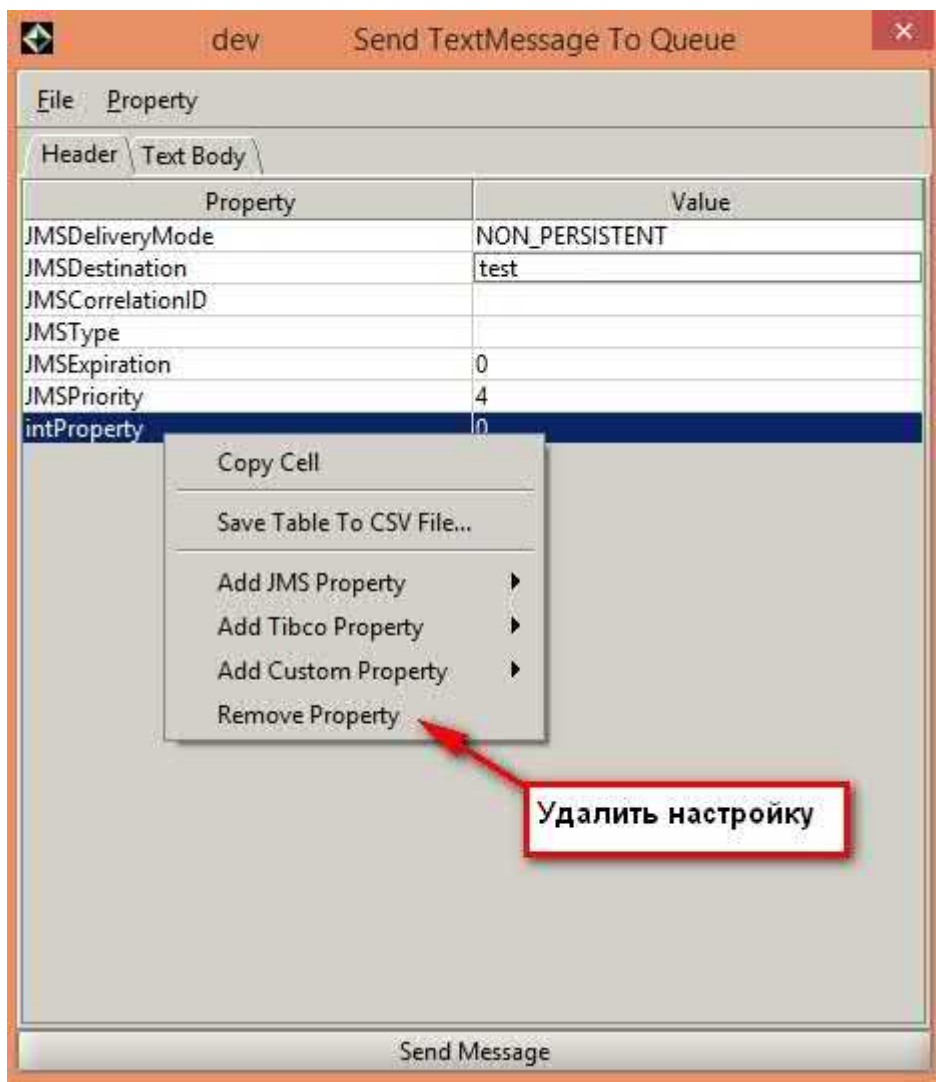 dev Send TextMessage To Queue
File Property
Header Text Body
Property Value
JMSDeliveryMode NON_PERSISTENT
JMSDestination test
JMSCorrelationID
JMSType
JMSExpiration 0
JMSPriority 4
intProperty 0
Copy Cell
Save Table To CSV File...
Add JMS Property
Add Tibco Property
Add Custom Property
Remove Property
Удалить настройку
Send Message